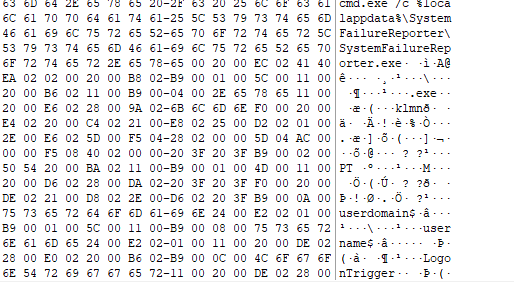 63 6D 64 2E 65 78 65 20-2F 63 20 25 6C 6F 63 61 cmd.exe /c %loca
6C 61 70 70 64 61 74 61-25 5C 53 79 73 74 65 6D lappdata%\System
46 61 69 6C 75 72 65 52-65 70 6F 72 74 65 72 5C FailureReporter\
53 79 73 74 65 6D 46 61-69 6C 75 72 65 52 65 70 SystemFailureRep
6F 72 74 65 72 2E 65 78-65 00 20 00 EC 02 41 40 orter.exe· ·ì·A@
EA 02 02 00 20 00 B8 02-B9 00 01 00 5C 00 11 00 ê··· ·¸·¹···\···
20 00 B6 02 11 00 B9 00-04 00 2E 65 78 65 11 00  ·¶···¹···.exe··
20 00 E6 02 28 00 9A 02-6B 6C 6D 6E F0 00 20 00  ·æ·(···klmnð· ·
E4 02 20 00 C4 02 21 00-E8 02 25 00 D2 02 01 00 ä· ·Ä·!·è·%·Ò···
2E 00 E6 02 5D 00 F5 04-28 02 00 00 5D 04 AC 00 .·æ·]·õ·(···]·¬·
00 00 F5 08 40 02 00 00-20 3F 20 3F B9 00 02 00 ··õ·@··· ? ?¹···
50 54 20 00 BA 02 11 00-B9 00 01 00 4D 00 11 00 PT ·º···¹···M···
20 00 D6 02 28 00 DA 02-20 3F 20 3F F0 00 20 00  ·Ö·(·Ú· ? ?ð· ·
DE 02 21 00 D8 02 2E 00-D6 02 20 3F B9 00 0A 00 Þ·!·Ø·.·Ö· ?¹···
75 73 65 72 64 6F 6D 61-69 6E 24 00 E2 02 01 00 userdomain$·â···
B9 00 01 00 5C 00 11 00-B9 00 08 00 75 73 65 72 ¹···\···¹···user
6E 61 6D 65 24 00 E2 02-01 00 11 00 20 00 DE 02 name$·â····· ·Þ·
28 00 E0 02 20 00 B6 02-B9 00 0C 00 4C 6F 67 6F (·à· ·¶·¹···Logo
6E 54 72 69 67 67 65 72-11 00 20 00 DE 02 28 00 nTrigger·· ·Þ·(·